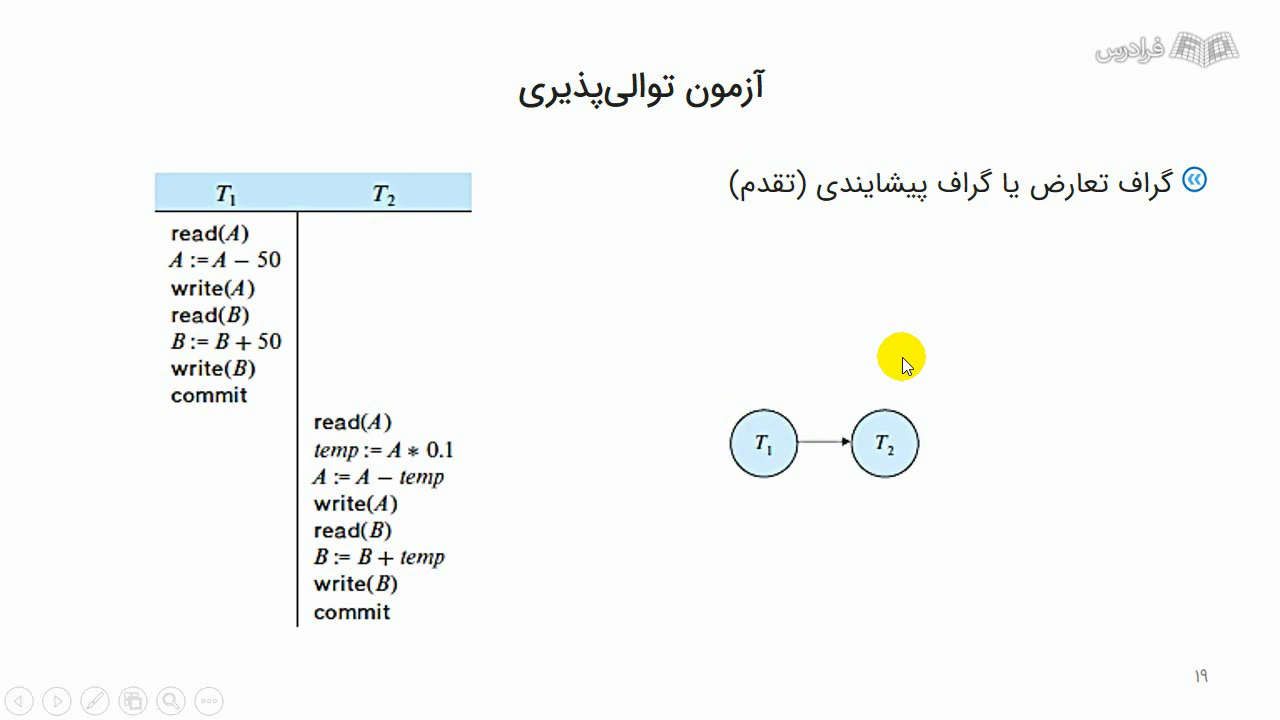 فرادرس
آزمون توالی‌پذیری
گراف تعارض یا گراف پیشایندی (تقدم)
T1 T2
read(A)
A := A − 50
write(A)
read(B)
B := B + 50
write(B)
commit
read(A)
temp := A ∗ 0.1
A := A − temp
write(A)
read(B)
B := B + temp
write(B)
commit
T1 T2
۱۹